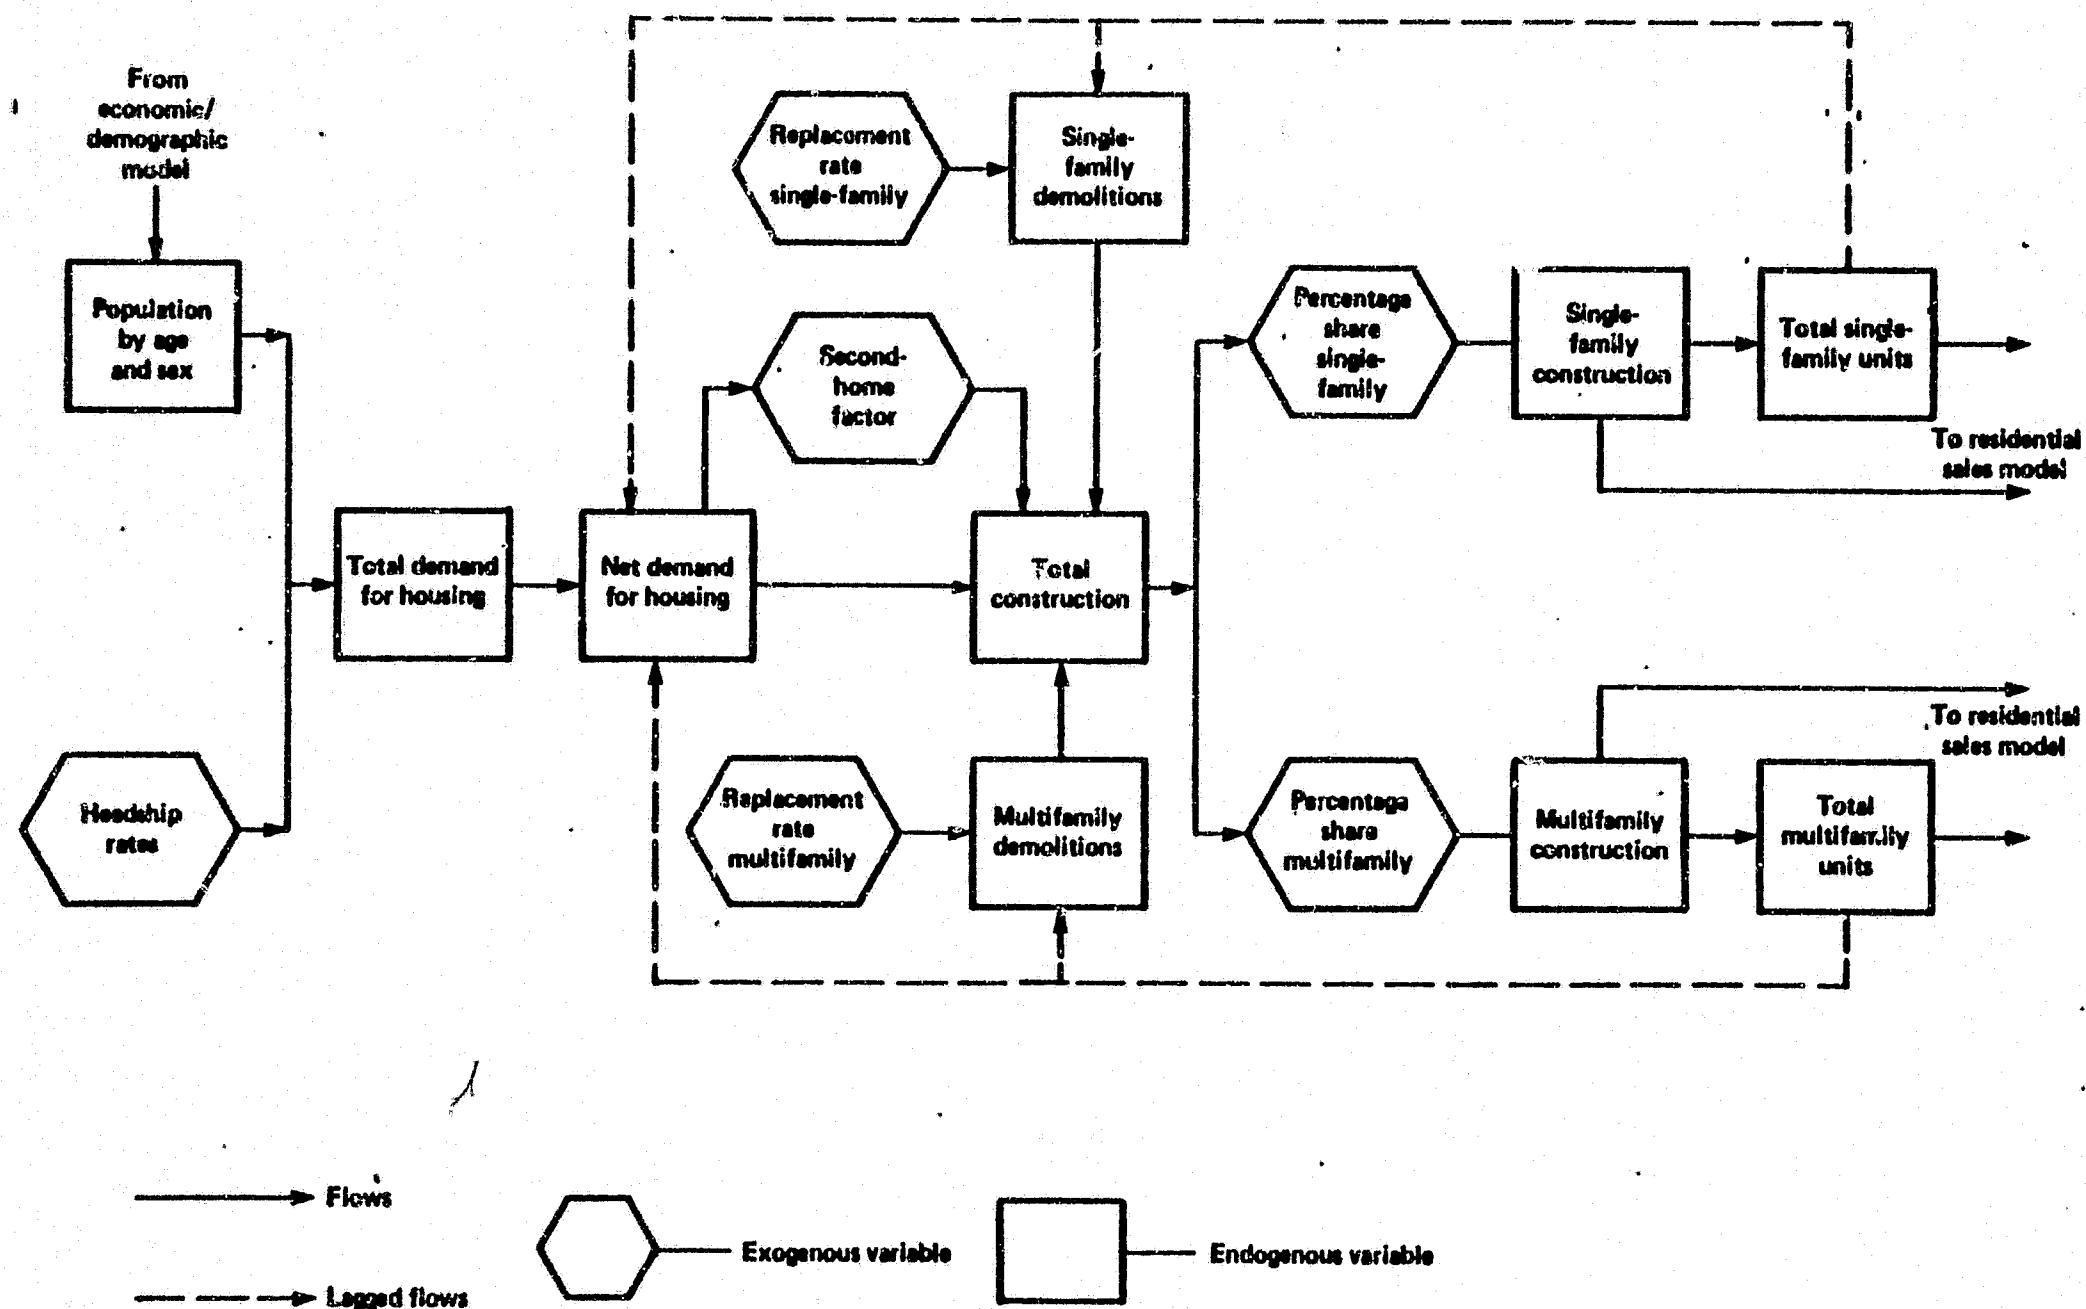 From
economic/
demographic
model
Population
by age
and sex
Headship
rates
Total demand
for housing
Net demand
for housing
Replacement
rate
single-family
Single-
family
demolitions
Second-
home
factor
Total
construction
Replacement
rate
multifamily
Multifamily
demolitions
Percentage
share
single-
family
Single-
family
construction
Total single-
family units
To residential
sales model
Percentage
share
multifamily
Multifamily
construction
Total
multifamily
units
To residential
sales model
Flows
Lagged flows
Exogenous variable
Endogenous variable